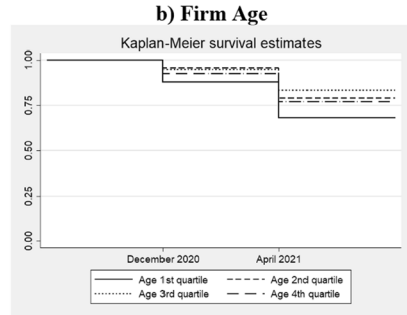 b) Firm Age
Kaplan-Meier survival estimates
1.00
0.75
0.50
0.25
0.00
December 2020 April 2021
Age 1st quartile Age 2nd quartile
Age 3rd quartile Age 4th quartile